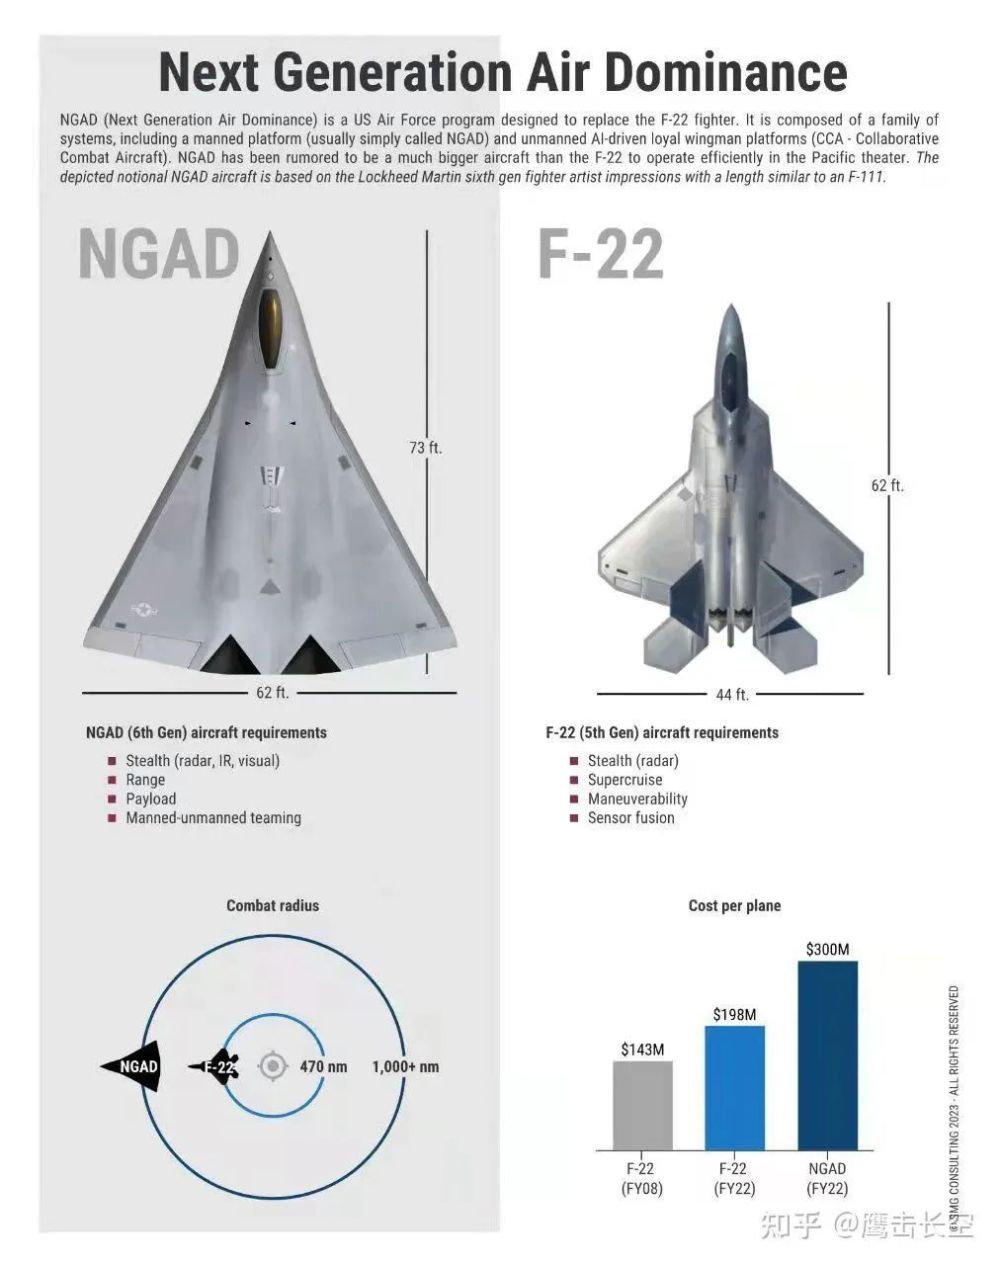 Next Generation Air Dominance
NGAD (Next Generation Air Dominance) is a US Air Force program designed to replace the F-22 fighter. It is composed of a family of
systems, including a manned platform (usually simply called NGAD) and unmanned AI-driven loyal wingman platforms (CCA - Collaborative
Combat Aircraft). NGAD has been rumored to be a much bigger aircraft than the F-22 to operate efficiently in the Pacific theater. The
depicted notional NGAD aircraft is based on the Lockheed Martin sixth gen fighter artist impressions with a length similar to an F-111.
NGAD
73 ft.
62 ft.
NGAD (6th Gen) aircraft requirements
Stealth (radar, IR, visual)
Range
Payload
Manned-unmanned teaming
F-22
62 ft.
44 ft.
F-22 (5th Gen) aircraft requirements
Stealth (radar)
Supercruise
Maneuverability
Sensor fusion
Combat radius
NGAD
F-22
470 nm
1,000+ nm
Cost per plane
$143M
$198M
$300M
F-22
(FY08)
F-22
(FY22)
NGAD
(FY22)
SMG CONSULTING 2023 - ALL RIGHTS RESERVED
知乎 @鹰击长空